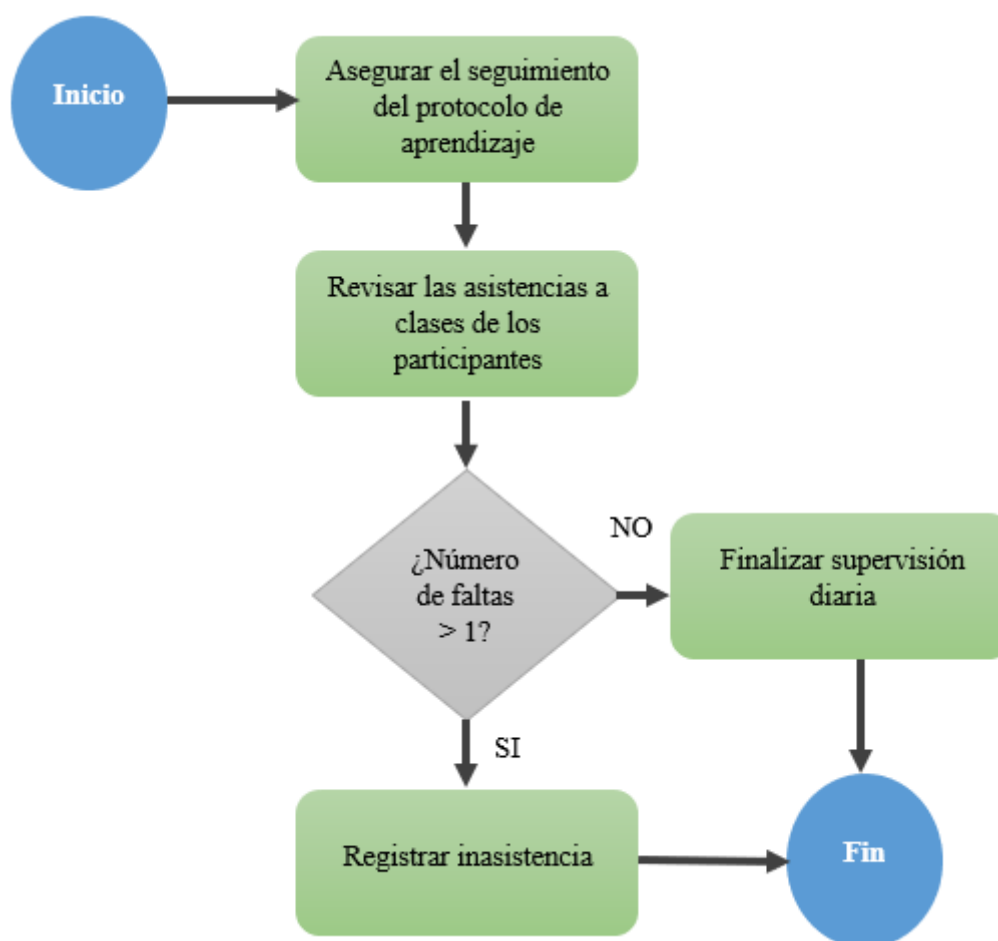 Inicio
Asegurar el seguimiento
del protocolo de
aprendizaje
Revisar las asistencias a
clases de los
participantes
¿Número
de faltas
> 1?
NO
Finalizar supervisión
diaria
SI
Registrar inasistencia
Fin